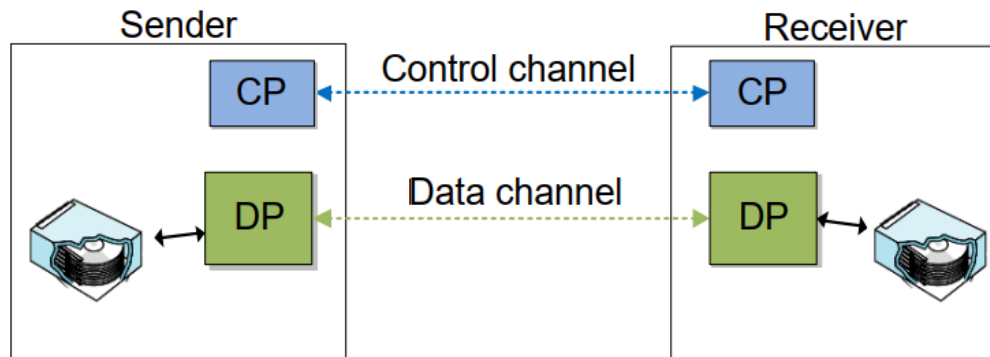 Sender
Receiver
Control channel
CP
CP
Data channel
DP
DP